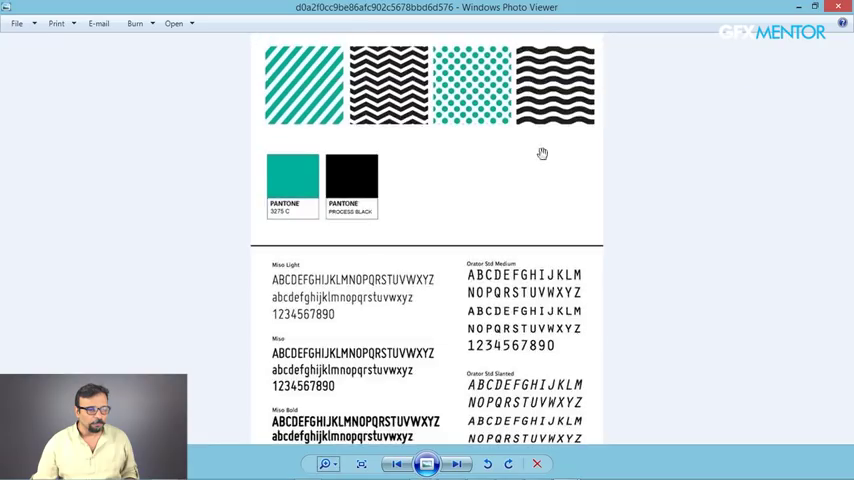 d0a2f0cc9be86afc902c5678bbd6d576 - Windows Photo Viewer
File Print E-mail Burn Open
GFXMENTOR
PANTONE
3275 C
PANTONE
PROCESS BLACK
Miso Light
ABCDEFGHIJKLMNOPQRSTUVWXYZ
abcdefghijklmnopqrstuvwxyz
1234567890
Miso
ABCDEFGHIJKLMNOPQRSTUVWXYZ
abcdefghijklmnopqrstuvwxyz
1234567890
Miso Bold
ABCDEFGHIJKLMNOPQRSTUVWXYZ
abcdefghijklmnopqrstuvwxyz
Orator Std Medium
ABCDEFGHIJKLM
NOPQRSTUVWXYZ
ABCDEFGHIJKLM
NOPQRSTUVWXYZ
1234567890
Orator Std Slanted
ABCDEFGHIJKLM
NOPQRSTUVWXYZ
ABCDEFGHIJKLM
NOPQRSTUVWXYZ